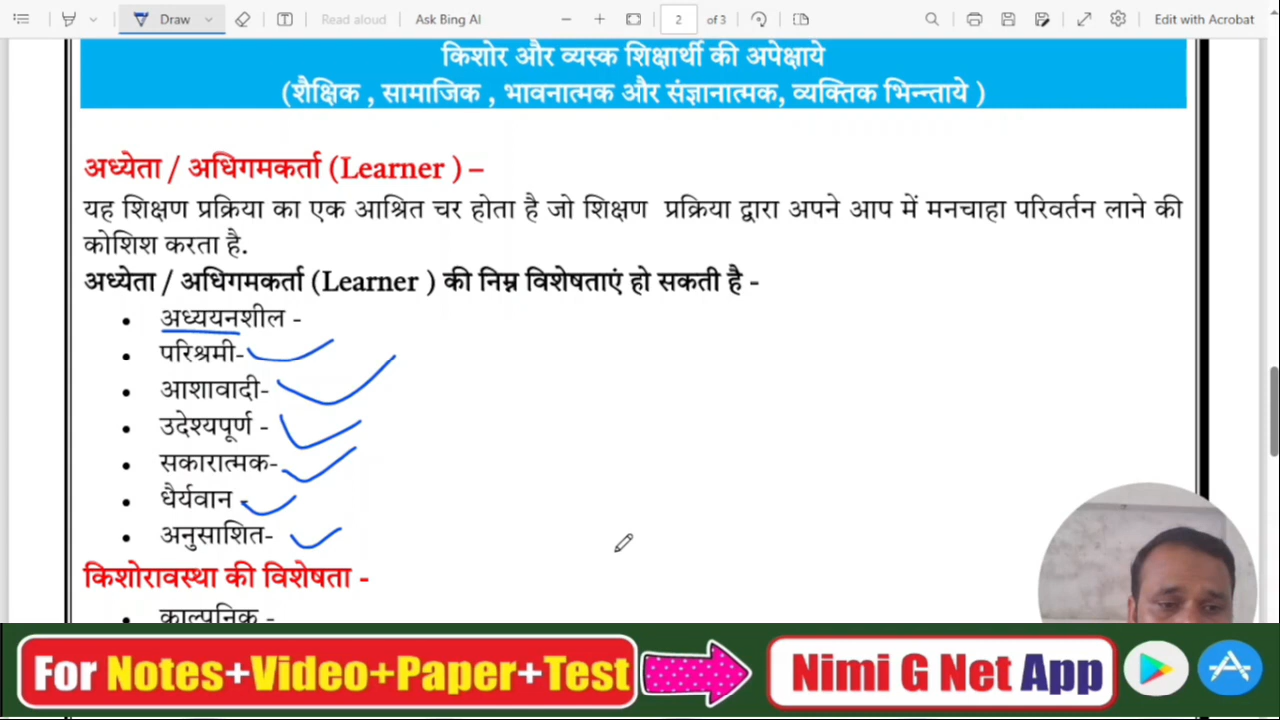 Draw
Read aloud
Ask Bing AI
2
of 3
Edit with Acrobat
किशोर और व्यस्क शिक्षार्थी की अपेक्षाये
(शैक्षिक , सामाजिक , भावनात्मक और संज्ञानात्मक, व्यक्तिक भिन्न्ताये )
अध्येता / अधिगमकर्ता (Learner ) –
यह शिक्षण प्रक्रिया का एक आश्रित चर होता है जो शिक्षण प्रक्रिया द्वारा अपने आप में मनचाहा परिवर्तन लाने की
कोशिश करता है.
अध्येता / अधिगमकर्ता (Learner ) की निम्न विशेषताएं हो सकती है -
• अध्ययनशील -
• परिश्रमी-
• आशावादी-
• उदेश्यपूर्ण -
• सकारात्मक-
• धैर्यवान -
• अनुसाशित-
किशोरावस्था की विशेषता -
• काल्पनिक -
For Notes+Video+Paper+Test
Nimi G Net App